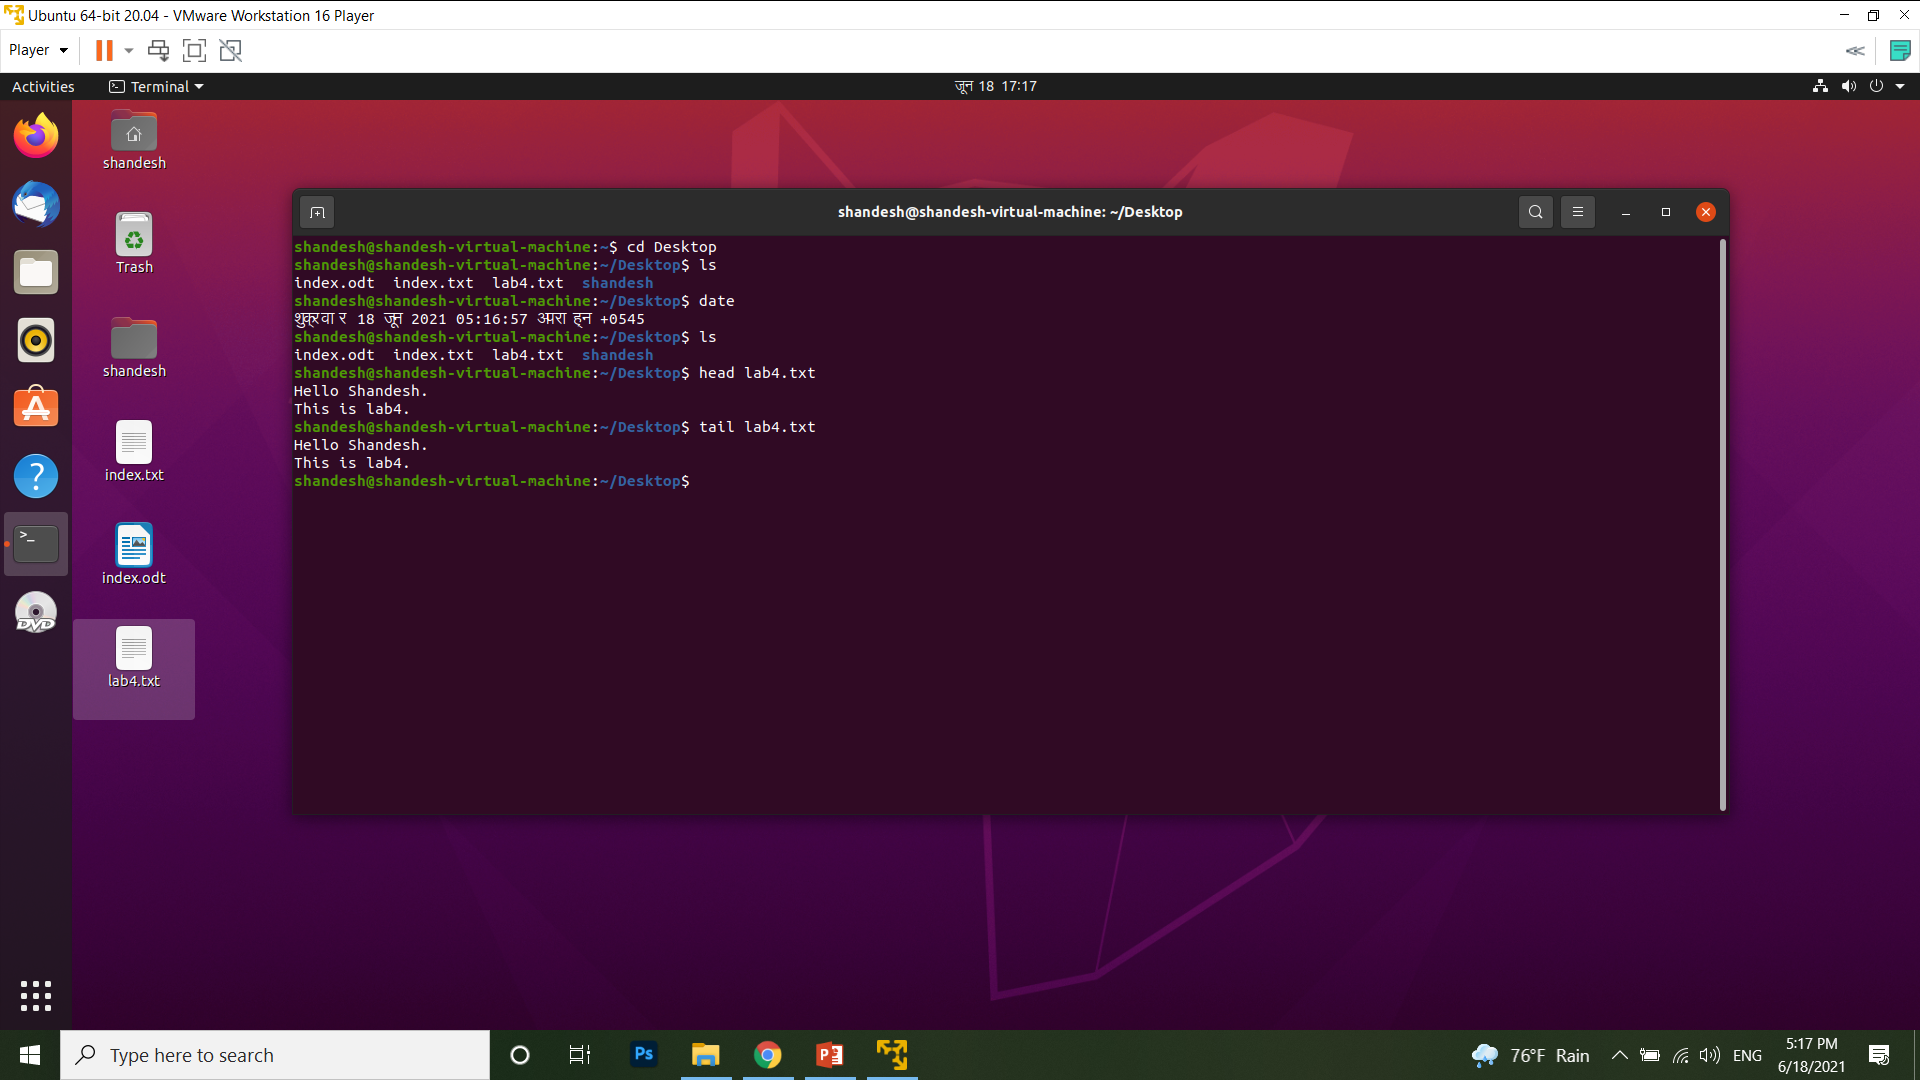 Ubuntu 64-bit 20.04 - VMware Workstation 16 Player
Player
Activities Terminal जून 18 17:17
shandesh
Trash
shandesh
index.txt
index.odt
lab4.txt
DVD
shandesh@shandesh-virtual-machine: ~/Desktop
shandesh@shandesh-virtual-machine:~$ cd Desktop
shandesh@shandesh-virtual-machine:~/Desktop$ ls
index.odt index.txt lab4.txt shandesh
shandesh@shandesh-virtual-machine:~/Desktop$ date
शुक्रवार 18 जून 2021 05:16:57 अपराह्न +0545
shandesh@shandesh-virtual-machine:~/Desktop$ ls
index.odt index.txt lab4.txt shandesh
shandesh@shandesh-virtual-machine:~/Desktop$ head lab4.txt
Hello Shandesh.
This is lab4.
shandesh@shandesh-virtual-machine:~/Desktop$ tail lab4.txt
Hello Shandesh.
This is lab4.
shandesh@shandesh-virtual-machine:~/Desktop$
Type here to search
Ps
76°F Rain
ENG
5:17 PM
6/18/2021